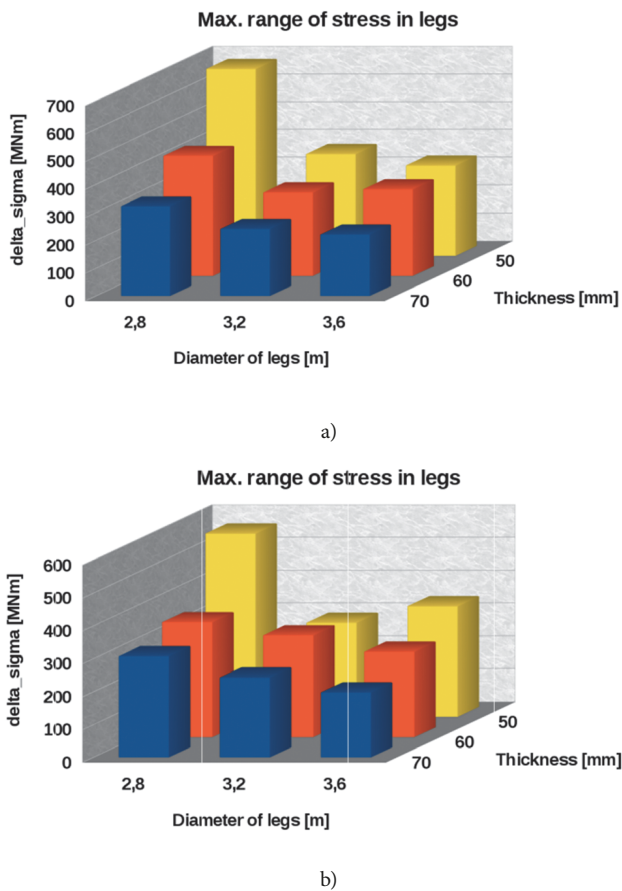 Max. range of stress in legs
delta_sigma [MNm]
700
600
500
400
300
200
100
0
2,8
3,2
3,6
70
60
50
Thickness [mm]
Diameter of legs [m]
a)
Max. range of stress in legs
delta_sigma [MNm]
600
500
400
300
200
100
0
2,8
3,2
3,6
70
60
50
Thickness [mm]
Diameter of legs [m]
b)